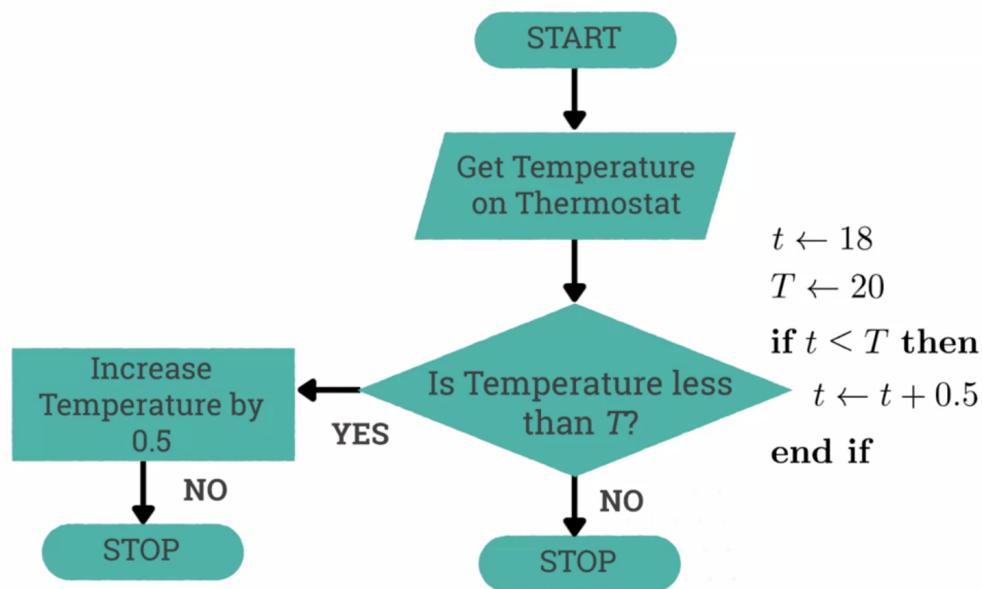 START
Get Temperature
on Thermostat
t ← 18
T ← 20
if t < T then
t ← t + 0.5
end if
Is Temperature less
than T?
YES
Increase
Temperature by
0.5
NO
STOP
NO
STOP